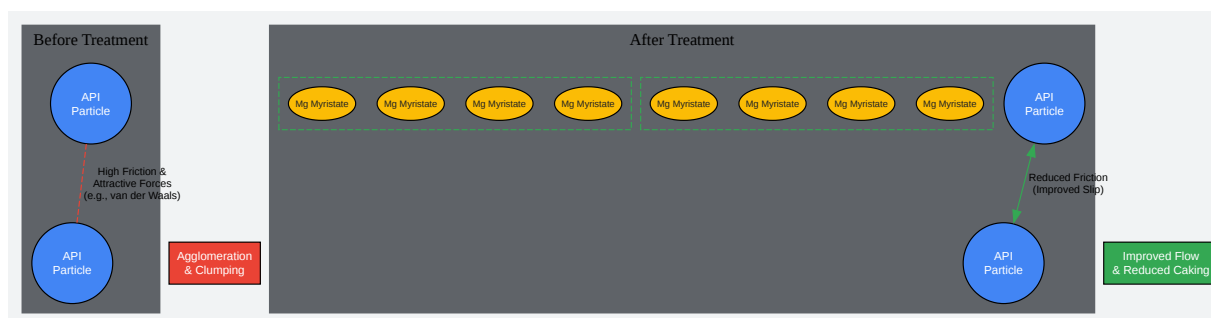 Before Treatment
API
Particle
High Friction &
Attractive Forces
(e.g., van der Waals)
API
Particle
Agglomeration
& Clumping
After Treatment
Mg Myristate
Mg Myristate
Mg Myristate
Mg Myristate
Mg Myristate
Mg Myristate
Mg Myristate
Mg Myristate
API
Particle
Reduced Friction
(Improved Slip)
API
Particle
Improved Flow
& Reduced Caking